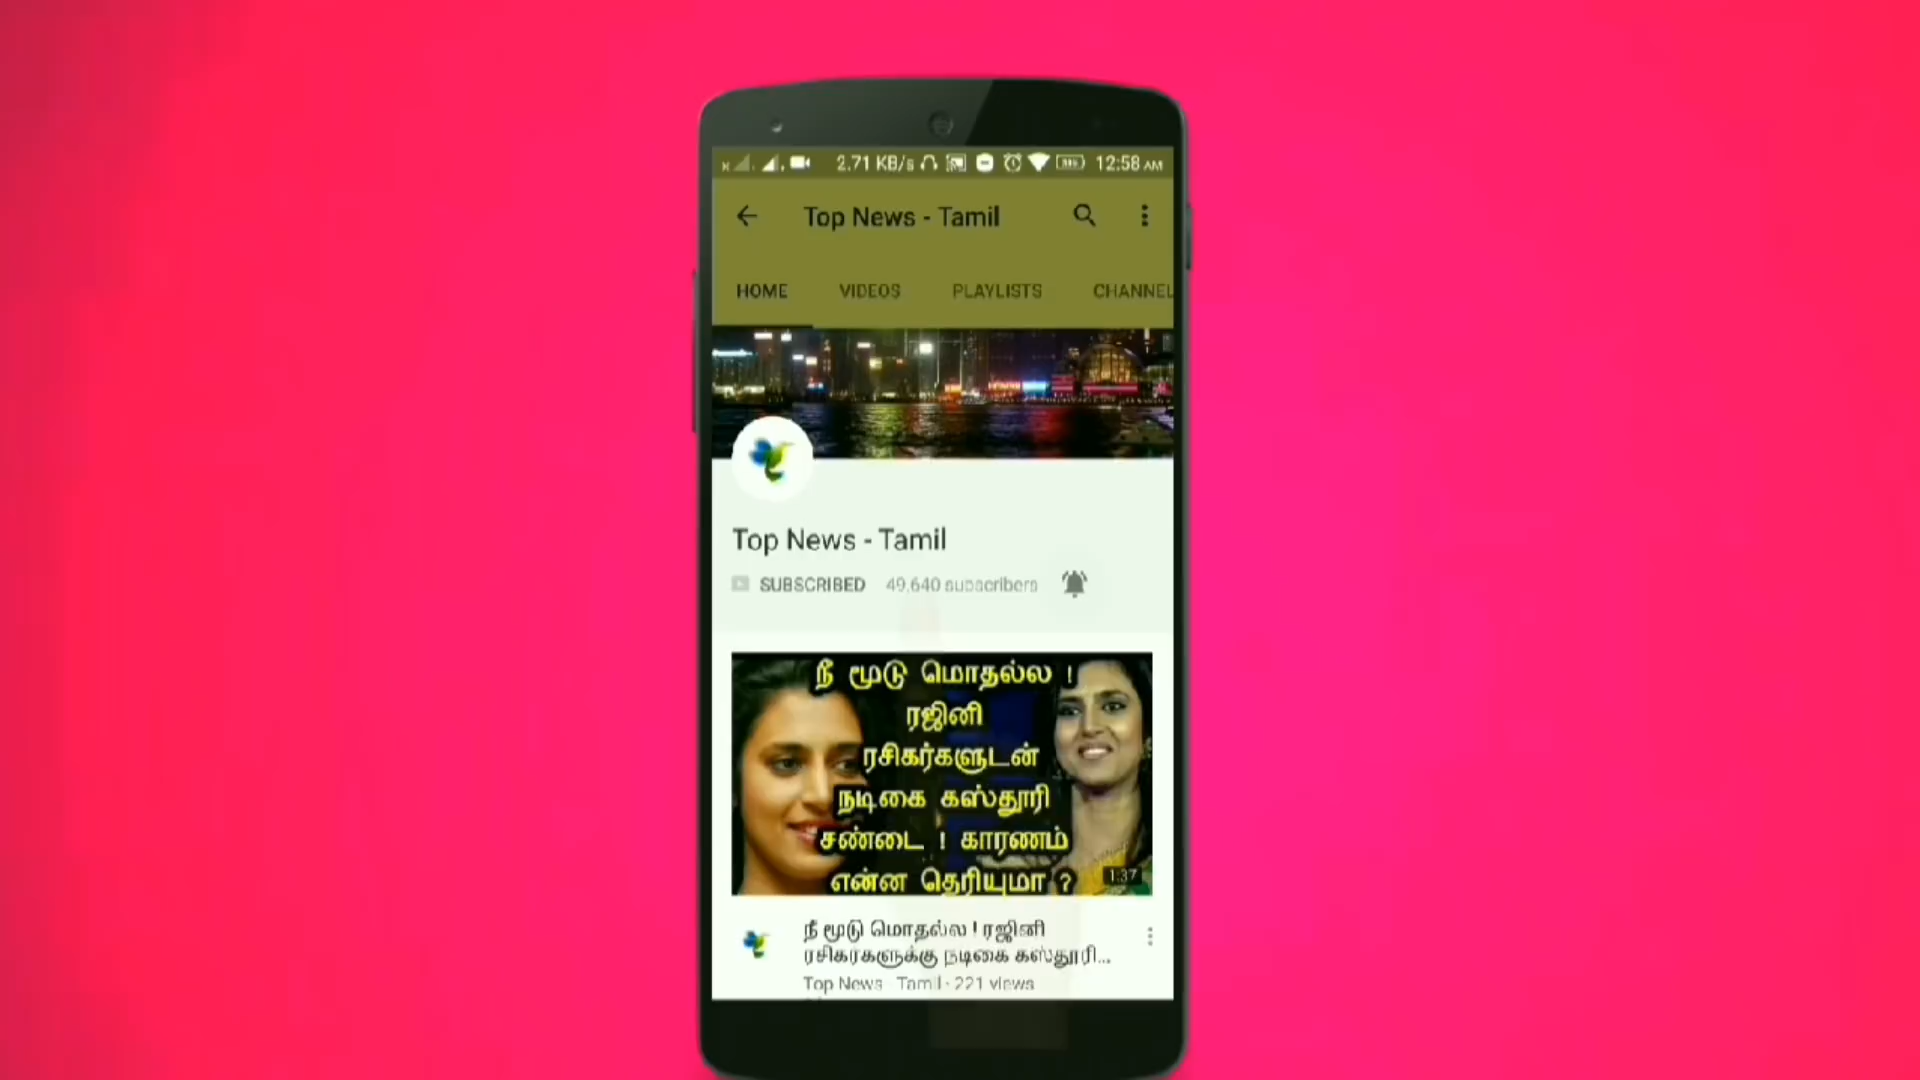 2.71 KB/s 12:58 AM
Top News - Tamil
HOME VIDEOS PLAYLISTS CHANNEL
Top News - Tamil
SUBSCRIBED 49,640 subscribers
நீ மூடு மொதல்ல !
ரஜினி
ரசிகர்களுடன்
நடிகை கஸ்தூரி
சண்டை ! காரணம்
என்ன தெரியுமா ?
1:37
நீ மூடு மொதல்ல ! ரஜினி
ரசிகர்களுக்கு நடிகை கஸ்தூரி...
Top News - Tamil · 221 views